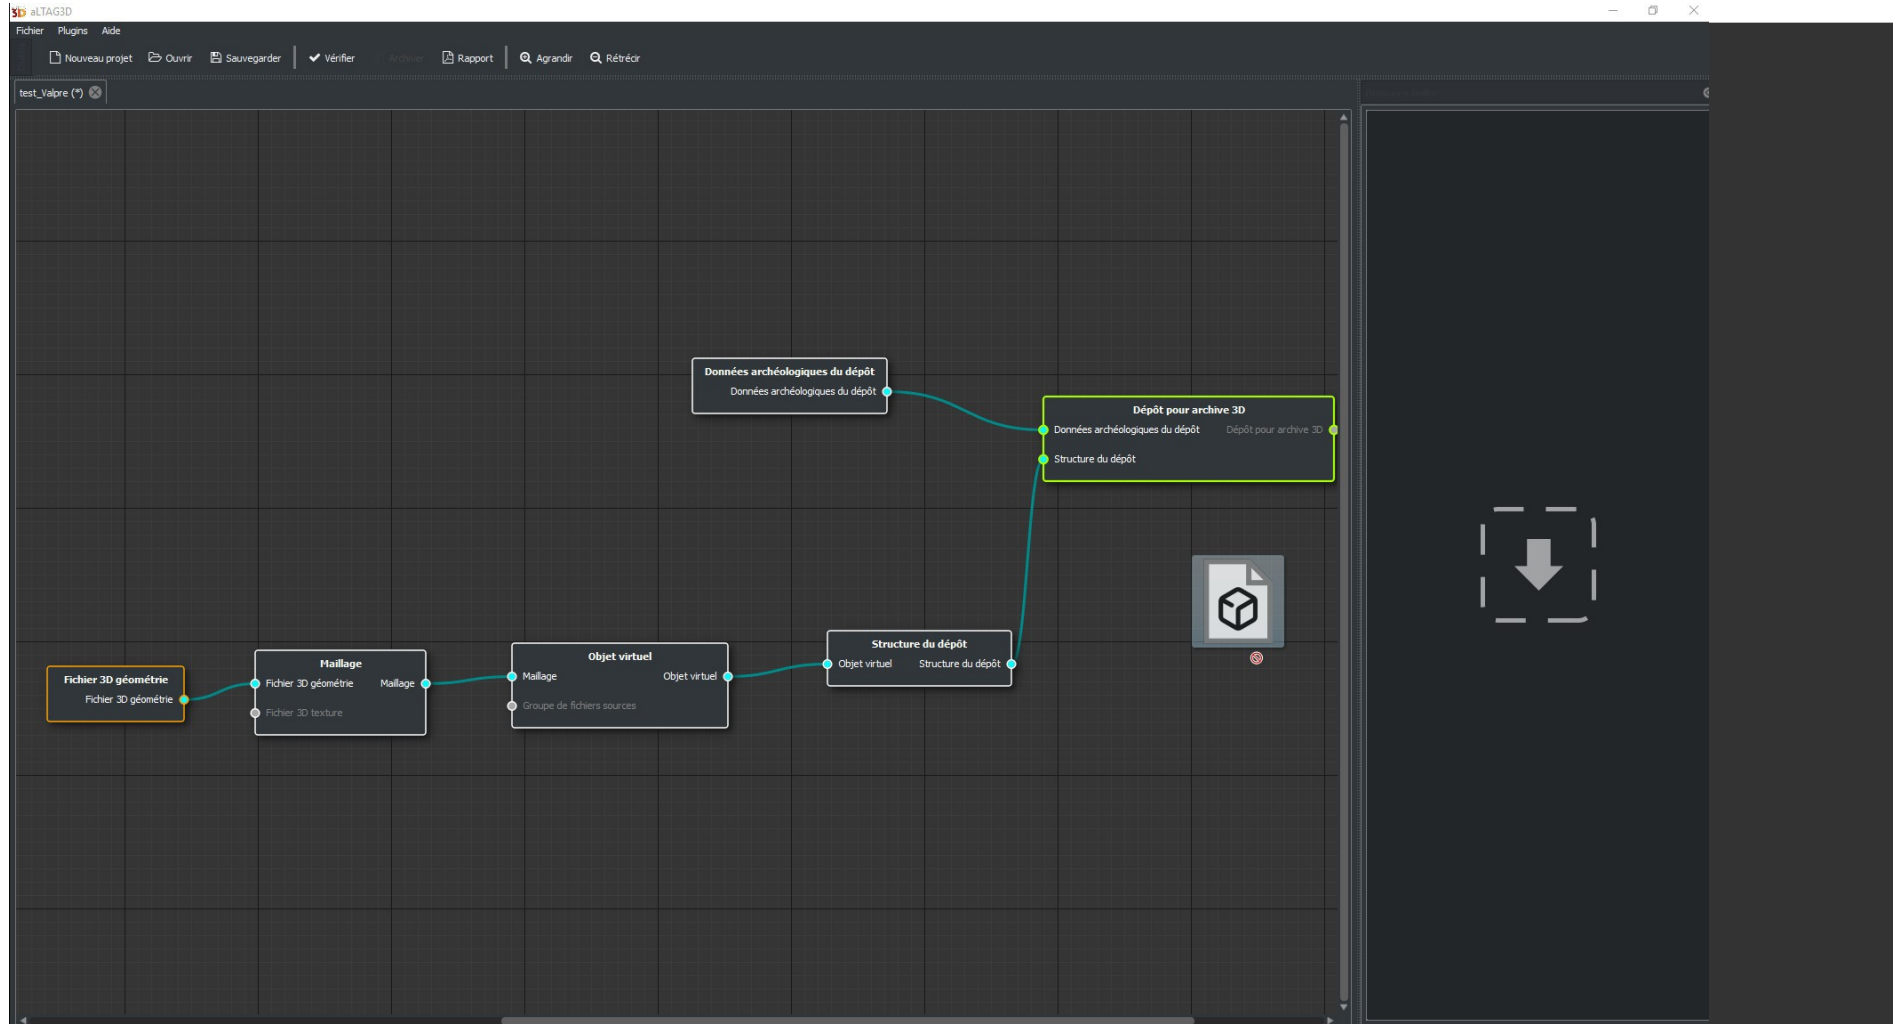 3D aLTAG3D
Fichier Plugins Aide
Nouveau projet Ouvrir Sauvegarder Vérifier Archiver Rapport Agrandir Rétrécir
test_Valpre (*)
Données archéologiques du dépôt
Données archéologiques du dépôt
Dépôt pour archive 3D
Données archéologiques du dépôt Dépôt pour archive 3D
Structure du dépôt
Structure du dépôt
Objet virtuel Structure du dépôt
Objet virtuel
Maillage Objet virtuel
Groupe de fichiers sources
Maillage
Fichier 3D géométrie Maillage
Fichier 3D texture
Fichier 3D géométrie
Fichier 3D géométrie